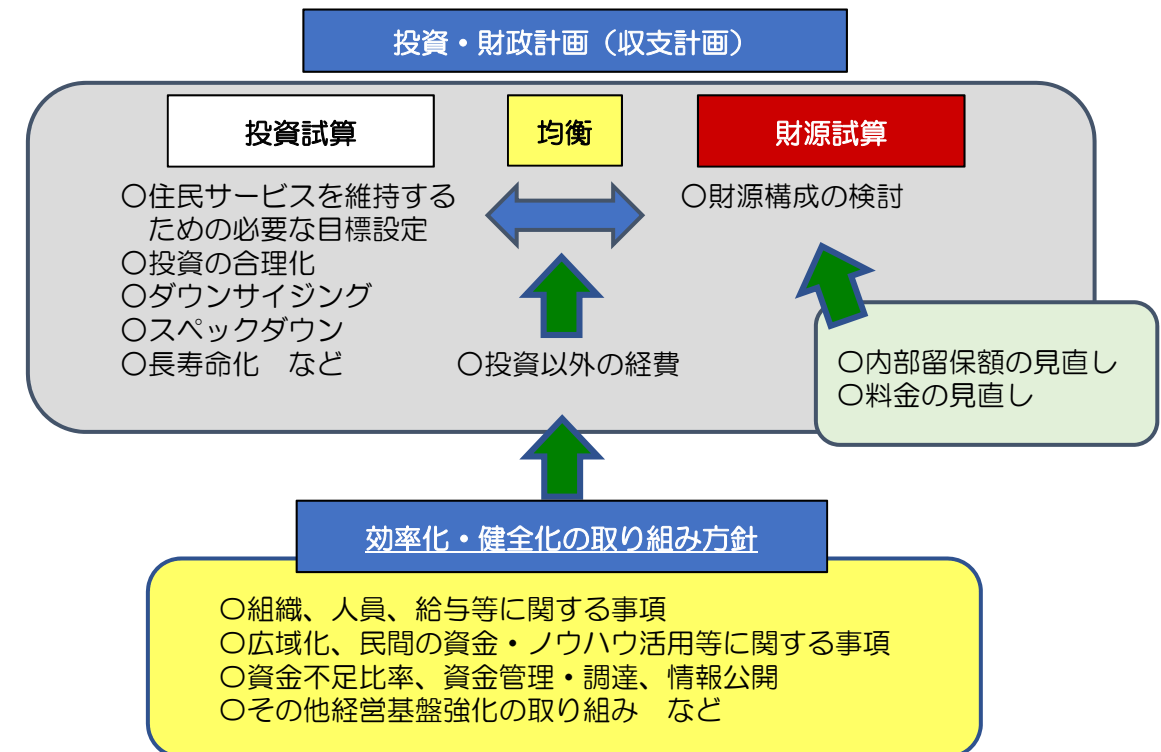 投資・財政計画（収支計画）
投資試算
均衡
財源試算
〇住民サービスを維持する
ための必要な目標設定
〇投資の合理化
〇ダウンサイジング
〇スペックダウン
〇長寿命化　など
〇財源構成の検討
〇投資以外の経費
〇内部留保額の見直し
〇料金の見直し
効率化・健全化の取り組み方針
〇組織、人員、給与等に関する事項
〇広域化、民間の資金・ノウハウ活用等に関する事項
〇資金不足比率、資金管理・調達、情報公開
〇その他経営基盤強化の取り組み　など